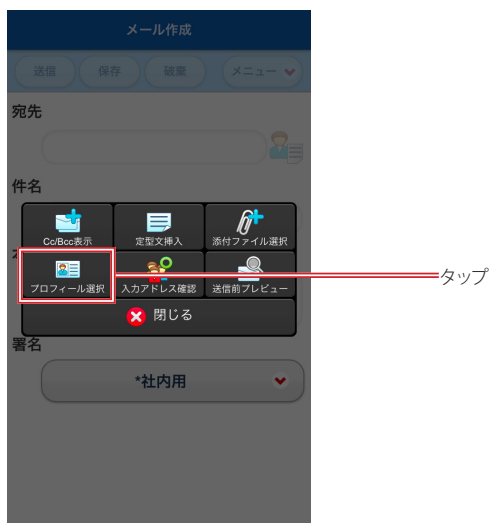 メール作成
送信 保存 破棄 メニュー
宛先
件名
Cc/Bcc表示 定型文挿入 添付ファイル選択
プロフィール選択 入力アドレス確認 送信前プレビュー
タップ
閉じる
署名
*社内用